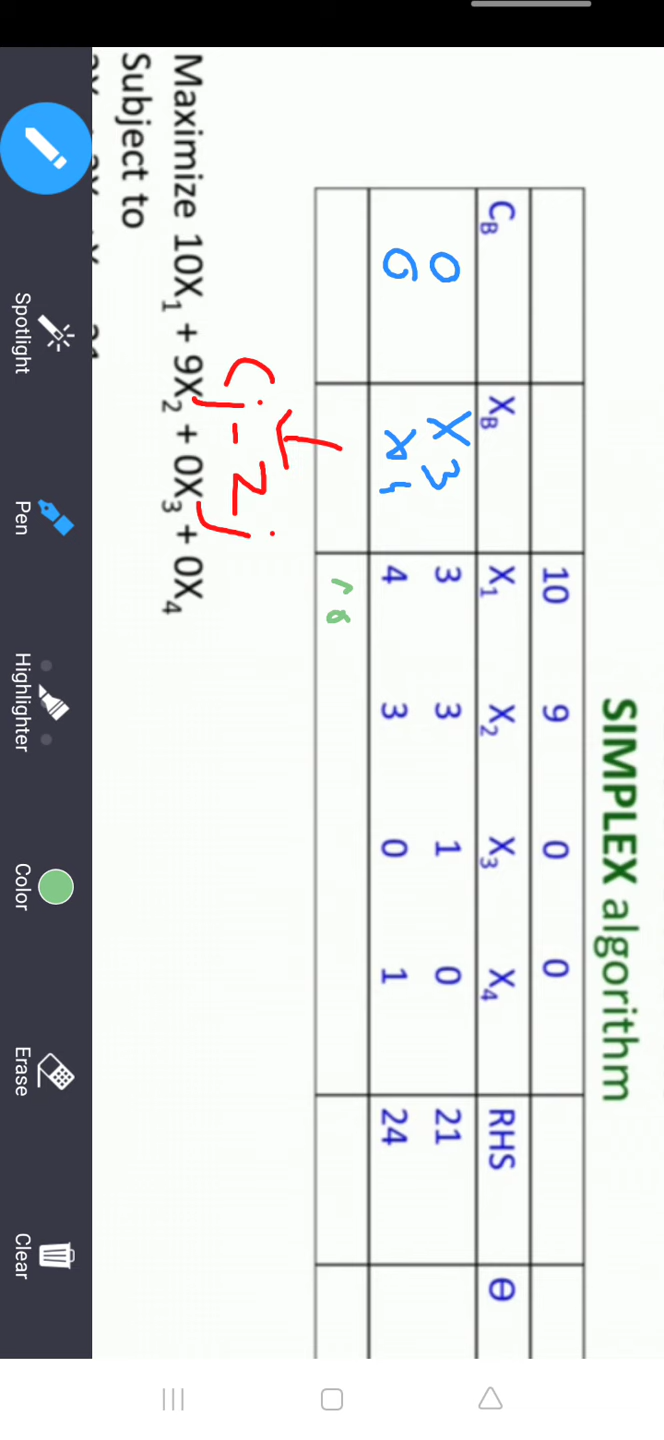 SIMPLEX algorithm
10 9 0 0
CB XB X1 X2 X3 X4 RHS θ
0 X3 3 3 1 0 21
X4 4 3 0 1 24
Cj - Zj
Maximize 10X1 + 9X2 + 0X3 + 0X4
Subject to
Spotlight Pen Highlighter Color Erase Clear